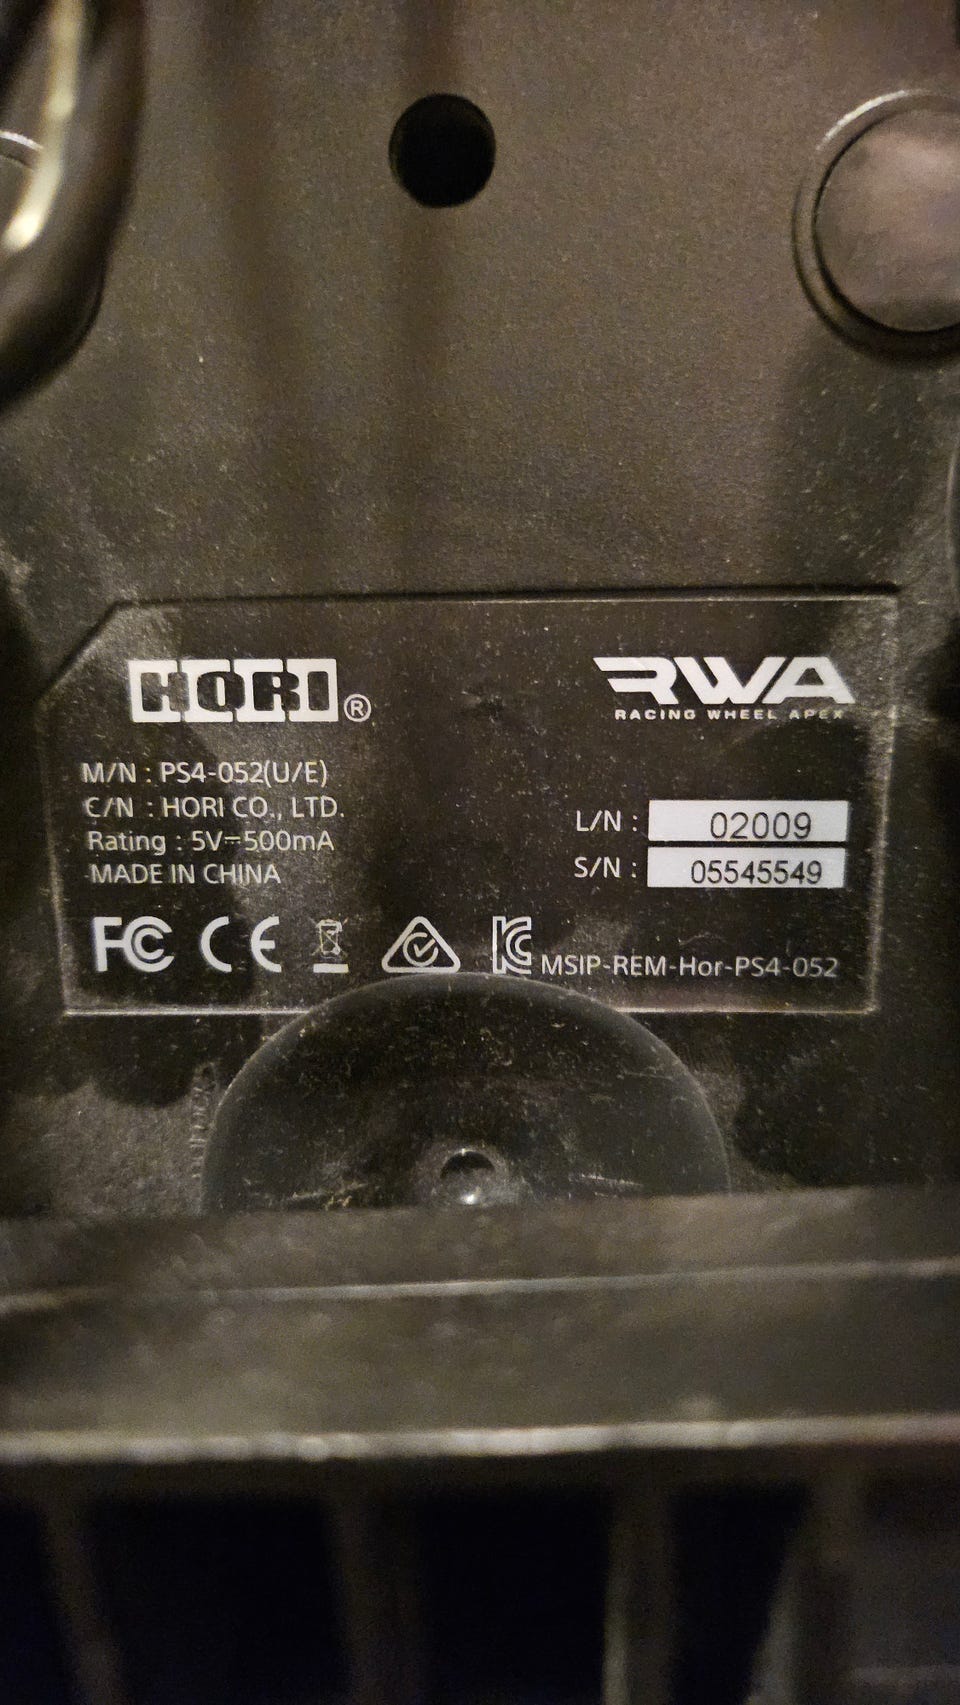 HORI®
RWA
RACING WHEEL APEX
M/N : PS4-052(U/E)
C/N : HORI CO., LTD.
Rating : 5V⎓500mA
MADE IN CHINA
L/N : 02009
S/N : 05545549
FC CE KC MSIP-REM-Hor-PS4-052